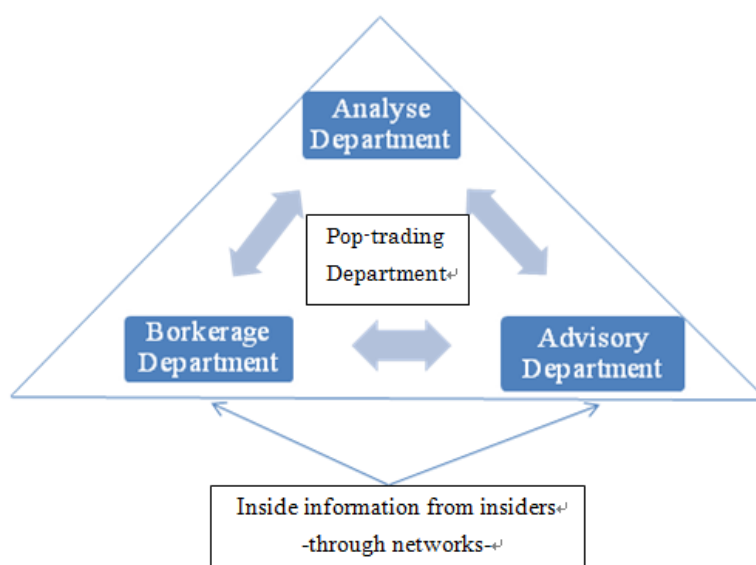 Analyse
Department
Pop-trading
Department↵
Borkerage
Department
Advisory
Department
Inside information from insiders↵
-through networks-↵